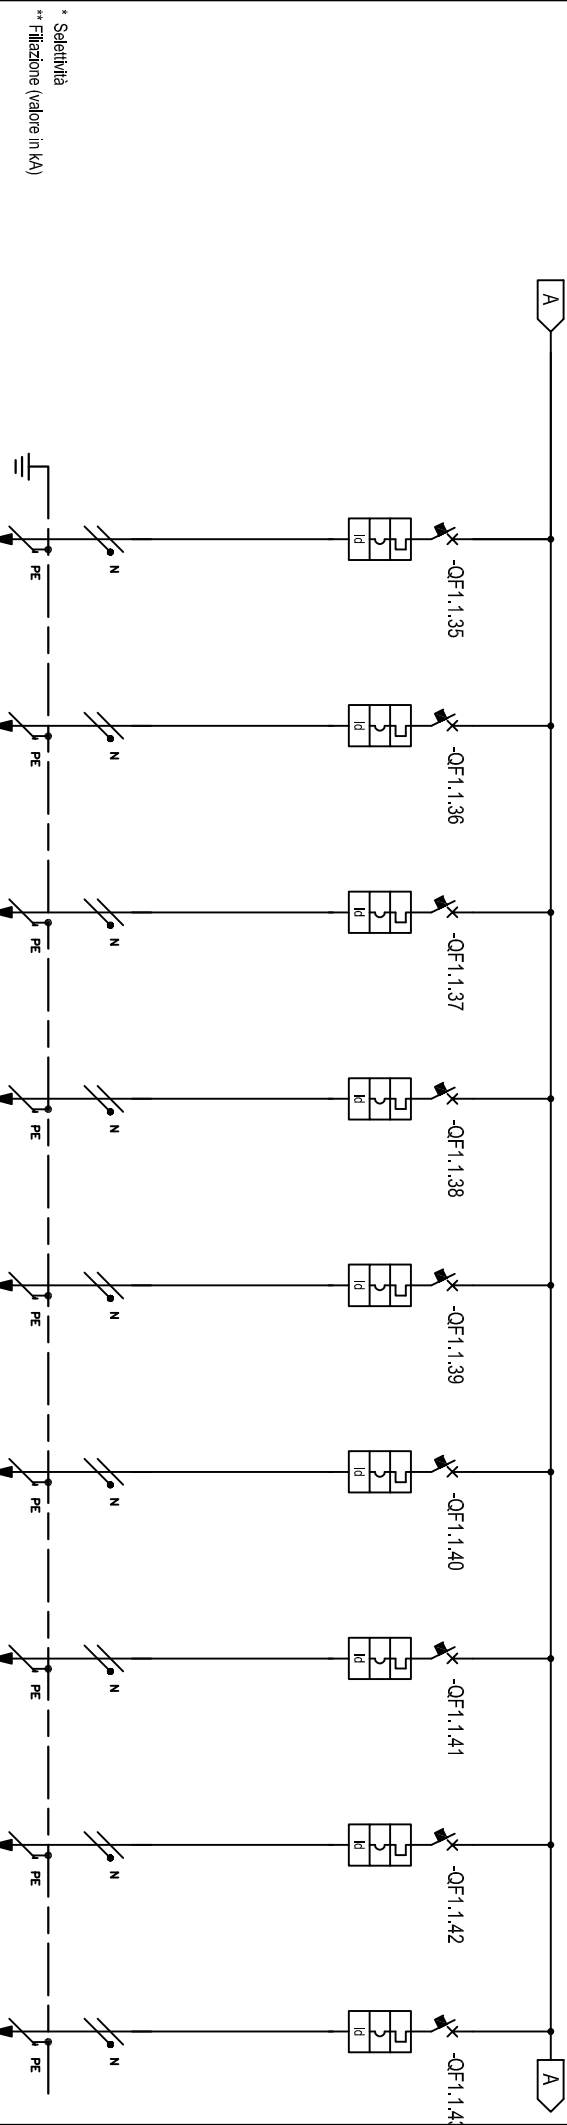 A
A
-QF1.1.35
-QF1.1.36
-QF1.1.37
-QF1.1.38
-QF1.1.39
-QF1.1.40
-QF1.1.41
-QF1.1.42
Id
Id
Id
Id
Id
Id
Id
Id
Id
N
N
N
N
N
N
N
N
N
PE
PE
PE
PE
PE
PE
PE
PE
PE
* Selettività
** Filiazione (valore in kA)